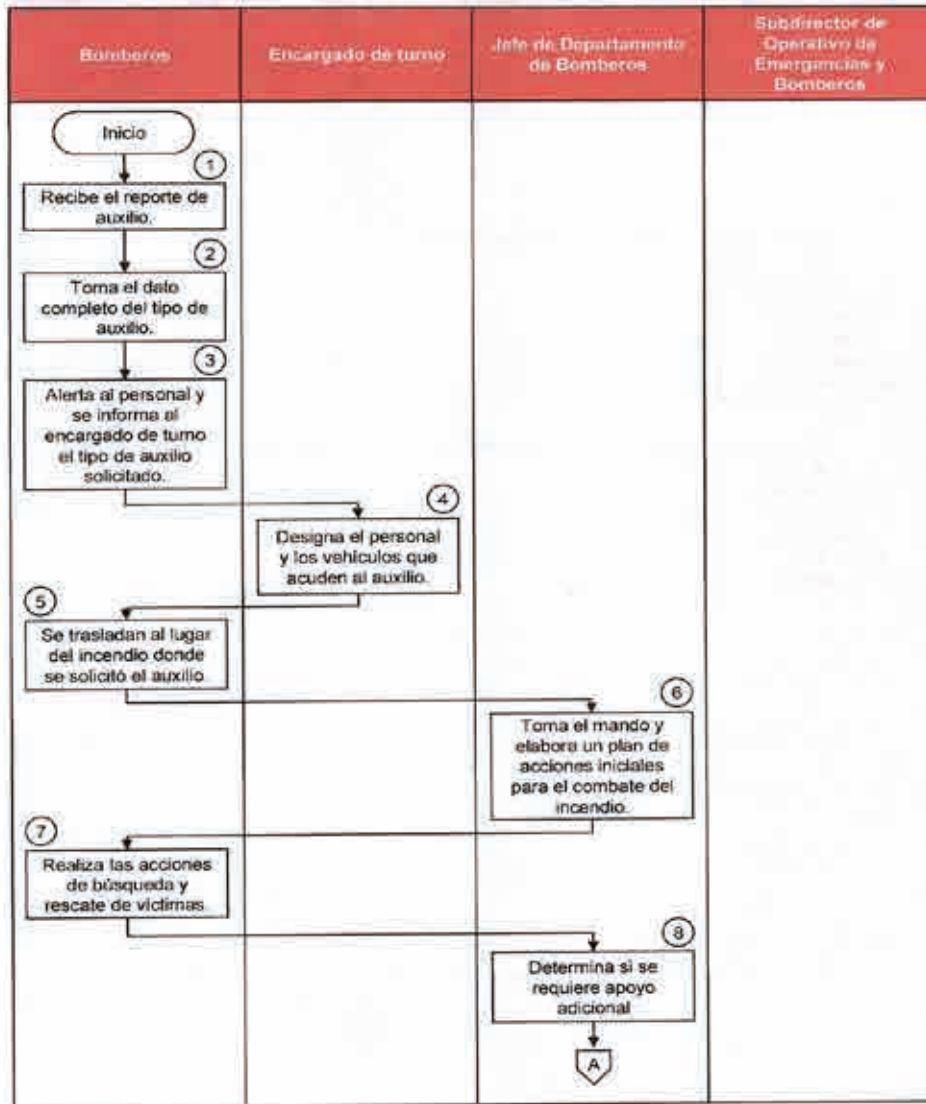 Bomberos
Encargado de turno
Jefe de Departamento
de Bomberos
Subdirector de
Operativo de
Emergencias y
Bomberos
Inicio
1
Recibe el reporte de
auxilio.
2
Toma el dato
completo del tipo de
auxilio.
3
Alerta al personal y
se informa al
encargado de turno
el tipo de auxilio
solicitado.
4
Designa el personal
y los vehículos que
acuden al auxilio.
5
Se trasladan al lugar
del incendio donde
se solicitó el auxilio
6
Toma el mando y
elabora un plan de
acciones iniciales
para el combate del
incendio.
7
Realiza las acciones
de búsqueda y
rescate de victimas.
8
Determina si se
requiere apoyo
adicional
A